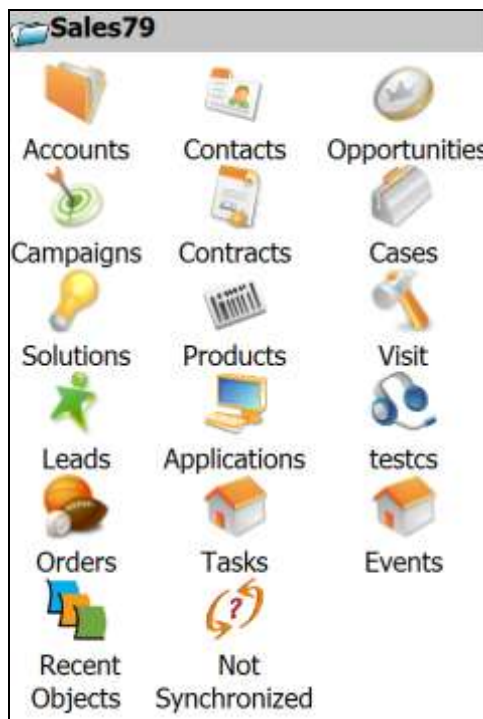 Sales79
Accounts Contacts Opportunities
Campaigns Contracts Cases
Solutions Products Visit
Leads Applications testcs
Orders Tasks Events
Recent Not
Objects Synchronized